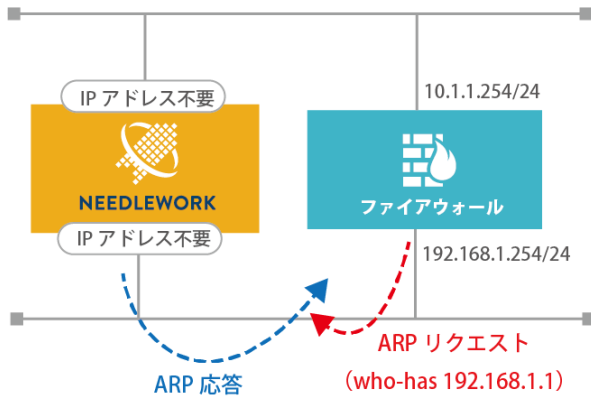 IP アドレス不要
10.1.1.254/24
NEEDLEWORK
ファイアウォール
IP アドレス不要
192.168.1.254/24
ARP リクエスト
（who-has 192.168.1.1）
ARP 応答